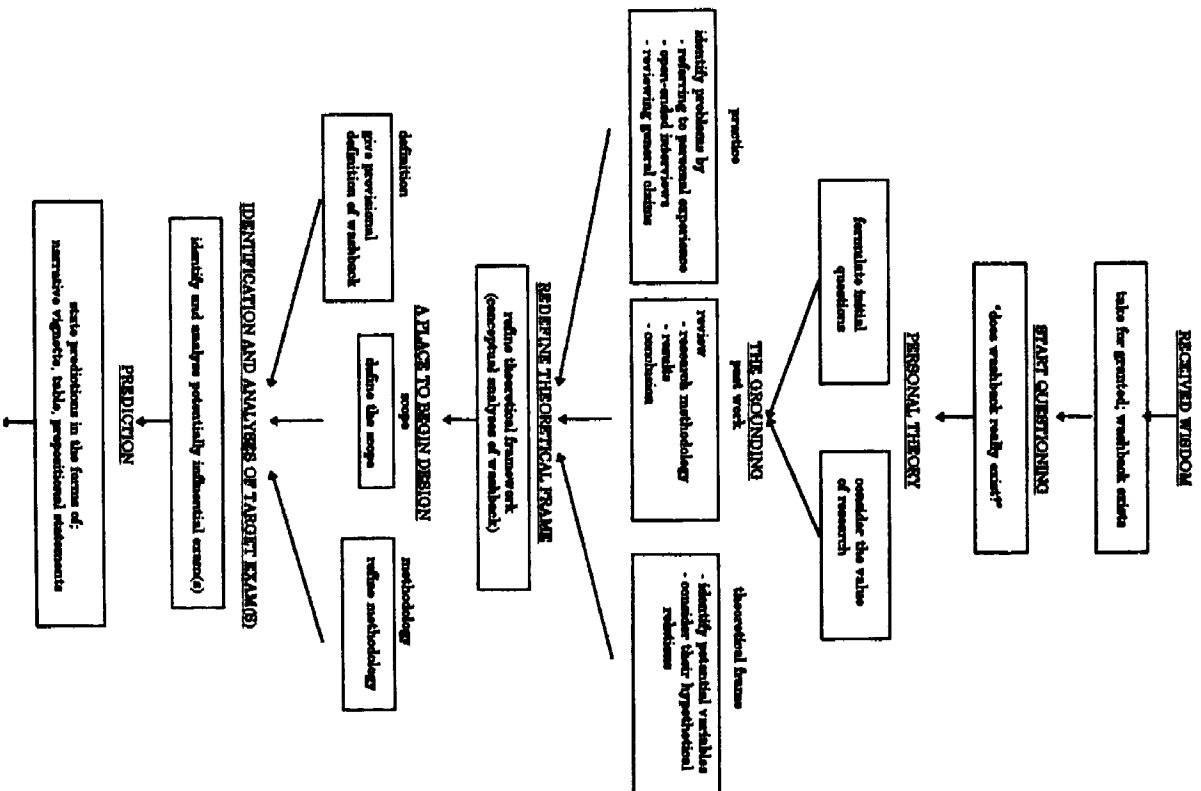 RECEIVED WISDOM
take for granted; washback exists
START QUESTIONING
"does washback really exist?"
PERSONAL THEORY
formulate initial
questions
consider the value
of research
THE GROUNDING
practice
identify problems by
- referring to personal experience
- open-ended interviews
- reviewing general claims
past work
review
- research methodology
- results
- conclusion
theoretical frame
- identify potential variables
- consider their hypothetical
relations
REDEFINE THEORETICAL FRAME
refine theoretical framework
(conceptual analyses of washback)
A PLACE TO BEGIN DESIGN
definition
give provisional
definition of washback
scope
define the scope
methodology
refine methodology
IDENTIFICATION AND ANALYSES OF TARGET EXAM(S)
identify and analyse potentially influential exam(s)
PREDICTION
state predictions in the forms of;
narrative vignette, table, propositional statements